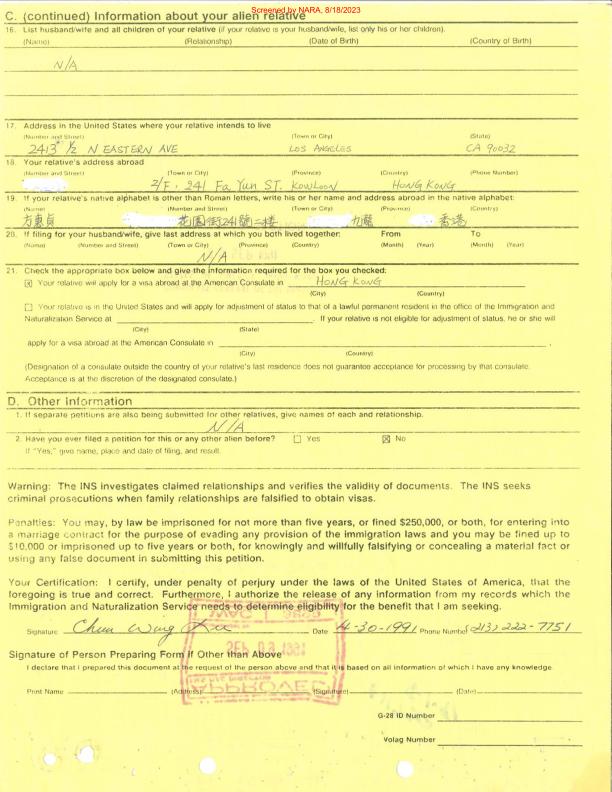 Screened by NARA, 8/18/2023
C. (continued) Information about your alien relative
16. List husband/wife and all children of your relative (if your relative is your husband/wife, list only his or her children).
(Name) (Relationship) (Date of Birth) (Country of Birth)
N/A
17. Address in the United States where your relative intends to live
(Number and Street) (Town or City) (State)
2413 1/2 N EASTERN AVE LOS ANGELES CA 90032
18. Your relative's address abroad
(Number and Street) (Town or City) (Province) (Country) (Phone Number)
2/F. 241 Fa Yun ST. KOWLOON HONG KONG
19. If your relative's native alphabet is other than Roman letters, write his or her name and address abroad in the native alphabet:
(Name) (Number and Street) (Town or City) (Province) (Country)
方惠貞 花園街241號二樓 九龍 香港
20. If filing for your husband/wife, give last address at which you both lived together: From To
(Name) (Number and Street) (Town or City) (Province) (Country) (Month) (Year) (Month) (Year)
N/A
21. Check the appropriate box below and give the information required for the box you checked:
Your relative will apply for a visa abroad at the American Consulate in HONG KONG
(City) (Country)
Your relative is in the United States and will apply for adjustment of status to that of a lawful permanent resident in the office of the Immigration and
Naturalization Service at . If your relative is not eligible for adjustment of status, he or she will
(City) (State)
apply for a visa abroad at the American Consulate in .
(City) (Country)
(Designation of a consulate outside the country of your relative's last residence does not guarantee acceptance for processing by that consulate.
Acceptance is at the discretion of the designated consulate.)
D. Other Information
1. If separate petitions are also being submitted for other relatives, give names of each and relationship.
N/A
2. Have you ever filed a petition for this or any other alien before? Yes No
If "Yes," give name, place and date of filing, and result.
Warning: The INS investigates claimed relationships and verifies the validity of documents. The INS seeks
criminal prosecutions when family relationships are falsified to obtain visas.
Penalties: You may, by law be imprisoned for not more than five years, or fined $250,000, or both, for entering into
a marriage contract for the purpose of evading any provision of the immigration laws and you may be fined up to
$10,000 or imprisoned up to five years or both, for knowingly and willfully falsifying or concealing a material fact or
using any false document in submitting this petition.
Your Certification: I certify, under penalty of perjury under the laws of the United States of America, that the
foregoing is true and correct. Furthermore, I authorize the release of any information from my records which the
Immigration and Naturalization Service needs to determine eligibility for the benefit that I am seeking.
Signature Chun Wing Date 4-30-1991 Phone Number (213) 222-7751
Signature of Person Preparing Form If Other than Above
I declare that I prepared this document at the request of the person above and that it is based on all information of which I have any knowledge.
Print Name (Address) (Signature) (Date)
APPROVED
G-28 ID Number
Volag Number